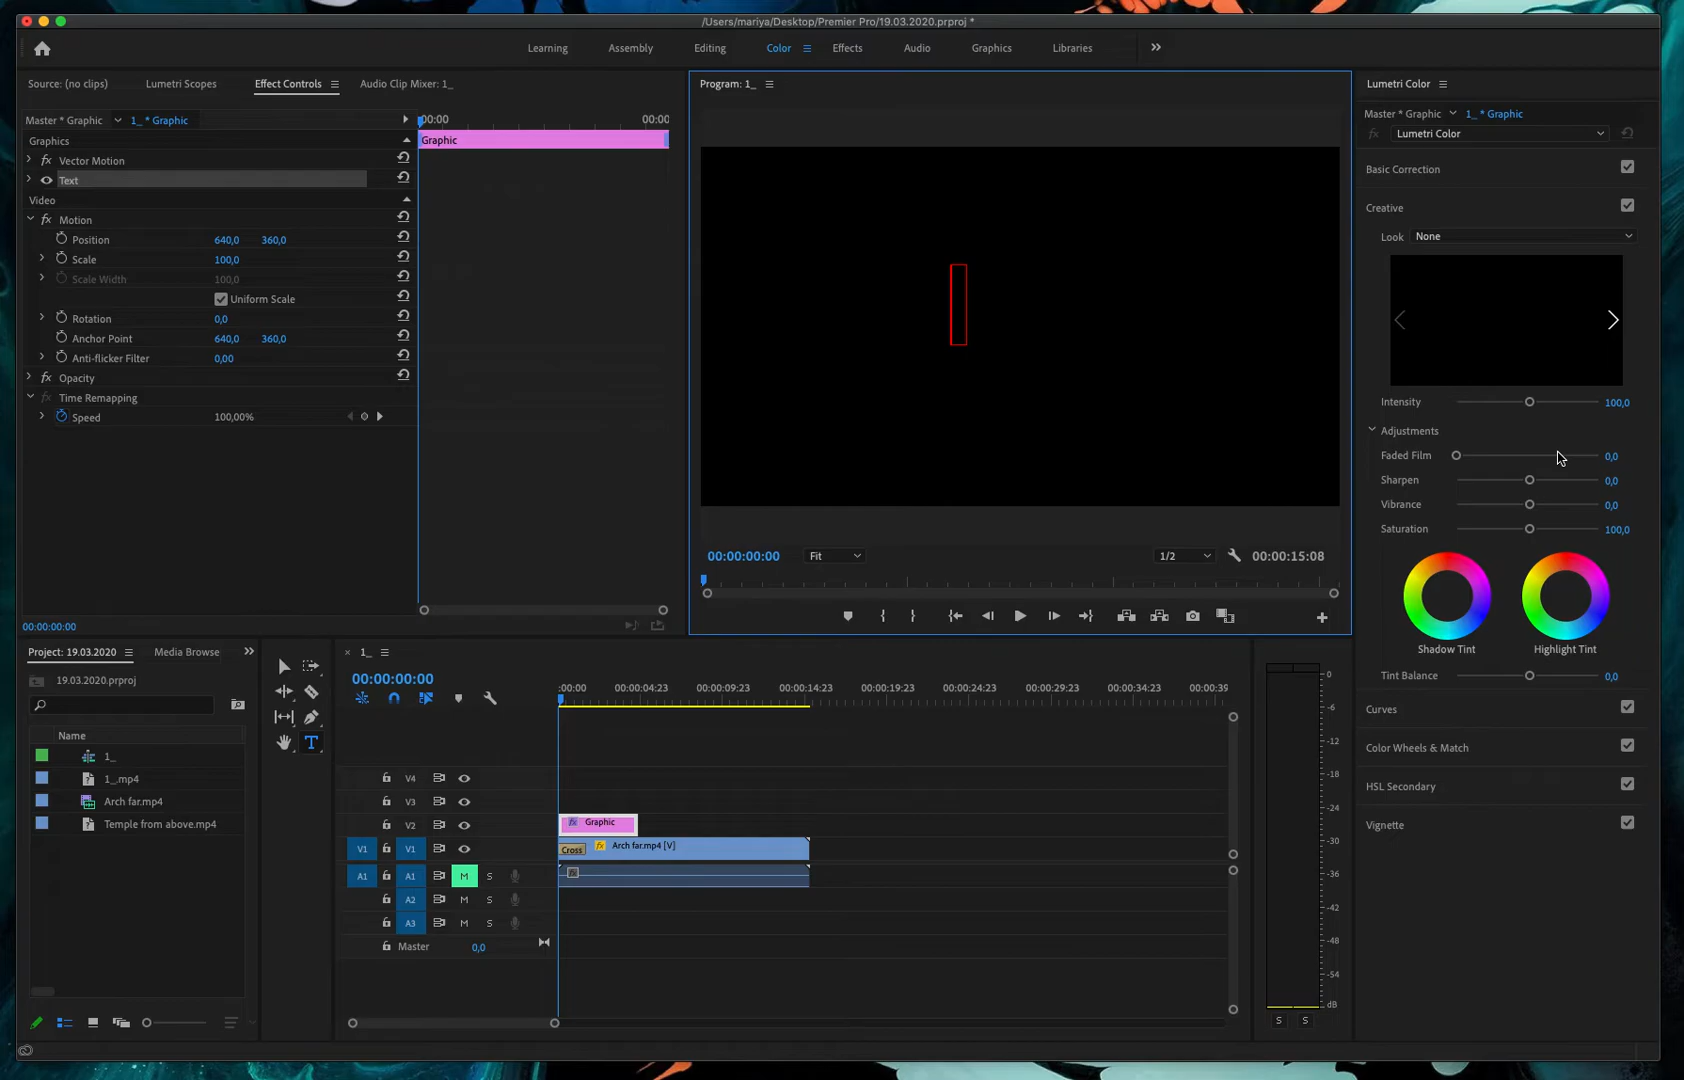 /Users/mariya/Desktop/Premier Pro/19.03.2020.prproj *
Learning Assembly Editing Color Effects Audio Graphics Libraries
Source: (no clips) Lumetri Scopes Effect Controls Audio Clip Mixer: 1_
Master * Graphic 1_ * Graphic
:00:00 00:00
Graphics
Graphic
Vector Motion
Text
Video
Motion
Position 640,0 360,0
Scale 100,0
Scale Width 100,0
Uniform Scale
Rotation 0,0
Anchor Point 640,0 360,0
Anti-flicker Filter 0,00
Opacity
Time Remapping
Speed 100,00%
00:00:00:00
Program: 1_
00:00:00:00 Fit 1/2 00:00:15:08
Lumetri Color
Master * Graphic 1_ * Graphic
fx Lumetri Color
Basic Correction
Creative
Look None
Intensity 100,0
Adjustments
Faded Film 0,0
Sharpen 0,0
Vibrance 0,0
Saturation 100,0
Shadow Tint Highlight Tint
Tint Balance 0,0
Curves
Color Wheels & Match
HSL Secondary
Vignette
Project: 19.03.2020 Media Browse
19.03.2020.prproj
Name
1_
1_.mp4
Arch far.mp4
Temple from above.mp4
1_
00:00:00:00
:00:00 00:00:04:23 00:00:09:23 00:00:14:23 00:00:19:23 00:00:24:23 00:00:29:23 00:00:34:23 00:00:39
V4
V3
V2 fx Graphic
V1 V1 Cross fx Arch far.mp4 [V]
A1 A1 M S
A2 M S
A3 M S
Master 0,0
0
-6
-12
-18
-24
-30
-36
-42
-48
-54
dB
S S